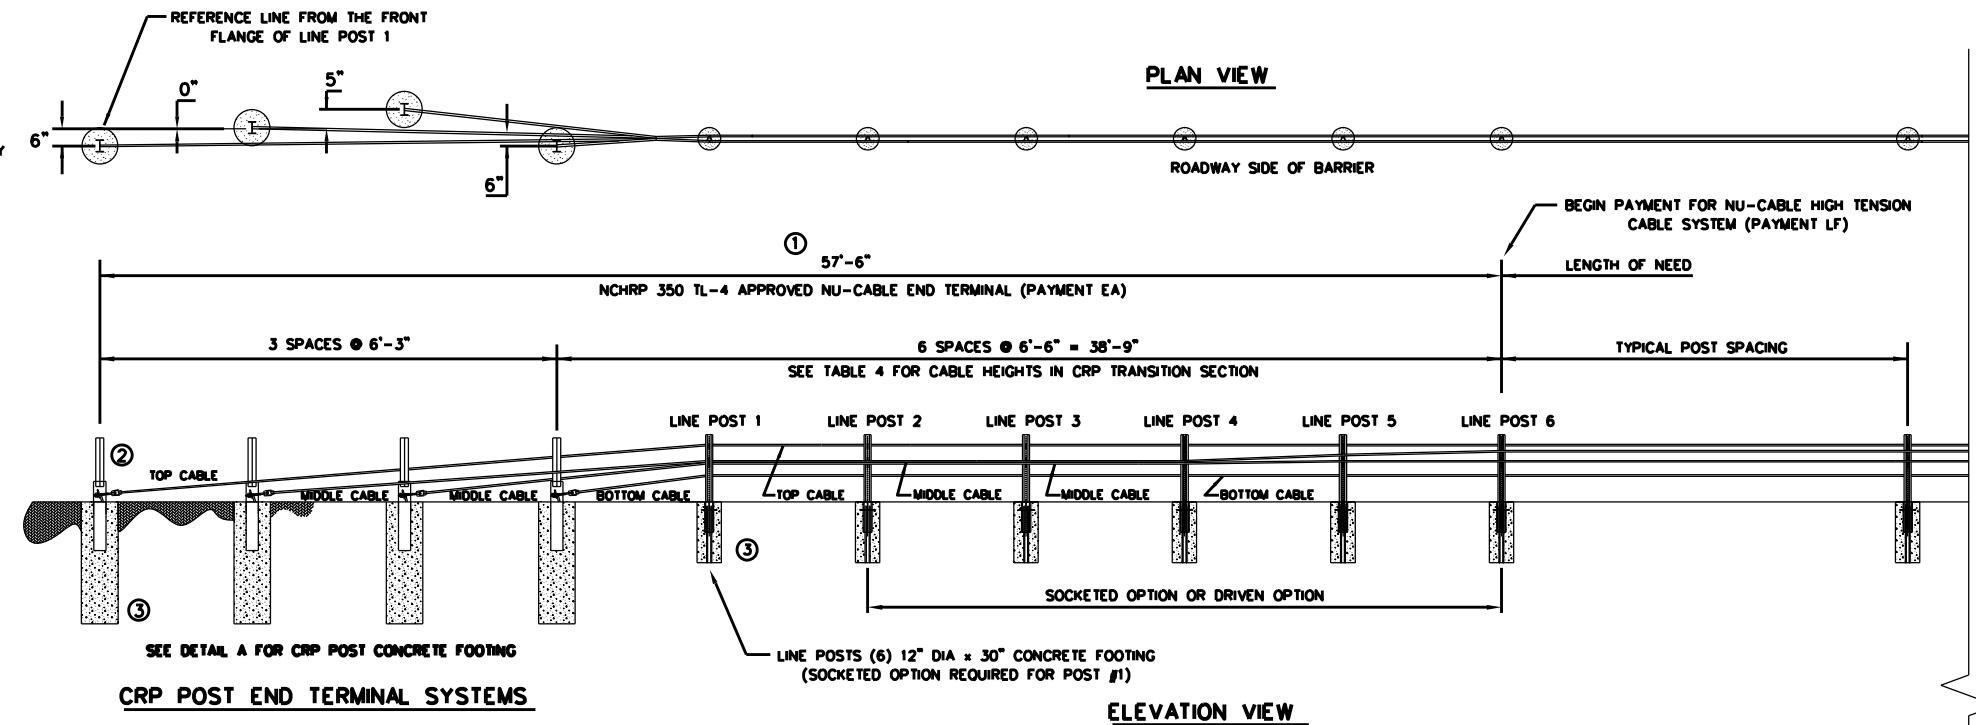 REFERENCE LINE FROM THE FRONT
FLANGE OF LINE POST 1
PLAN VIEW
0"
5"
6"
Y
6"
ROADWAY SIDE OF BARRIER
BEGIN PAYMENT FOR NU-CABLE HIGH TENSION
CABLE SYSTEM (PAYMENT LF)
1
57'-6"
LENGTH OF NEED
NCHRP 350 TL-4 APPROVED NU-CABLE END TERMINAL (PAYMENT EA)
3 SPACES @ 6'-3"
6 SPACES @ 6'-6" = 38'-9"
TYPICAL POST SPACING
SEE TABLE 4 FOR CABLE HEIGHTS IN CRP TRANSITION SECTION
LINE POST 1
LINE POST 2
LINE POST 3
LINE POST 4
LINE POST 5
LINE POST 6
2
TOP CABLE
MIDDLE CABLE
MIDDLE CABLE
BOTTOM CABLE
TOP CABLE
MIDDLE CABLE
MIDDLE CABLE
BOTTOM CABLE
3
3
SOCKETED OPTION OR DRIVEN OPTION
SEE DETAIL A FOR CRP POST CONCRETE FOOTING
LINE POSTS (6) 12" DIA x 30" CONCRETE FOOTING
(SOCKETED OPTION REQUIRED FOR POST #1)
CRP POST END TERMINAL SYSTEMS
ELEVATION VIEW